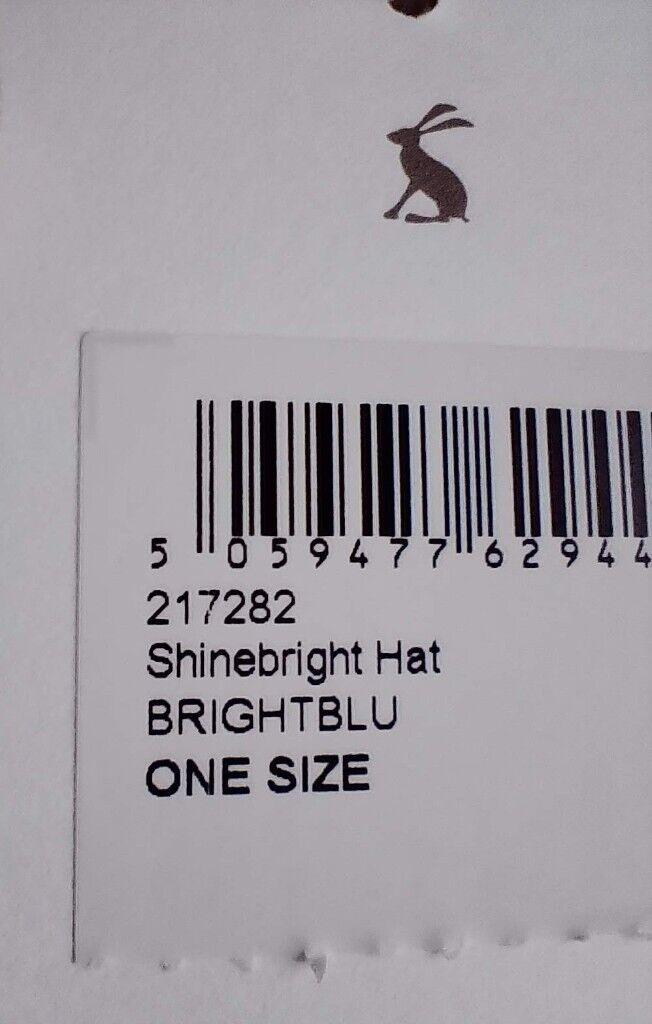 5 059477 62944
217282
Shinebright Hat
BRIGHTBLU
ONE SIZE